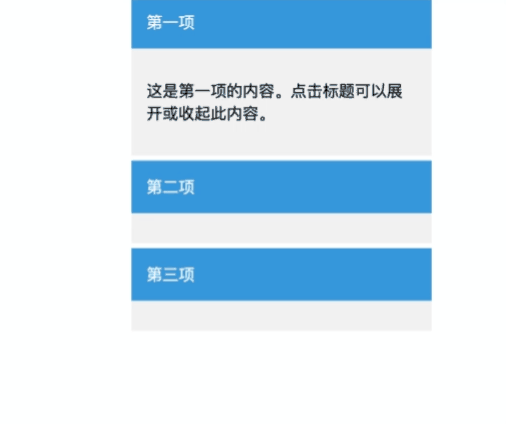 第一项
这是第一项的内容。点击标题可以展
开或收起此内容。
第二项
第三项